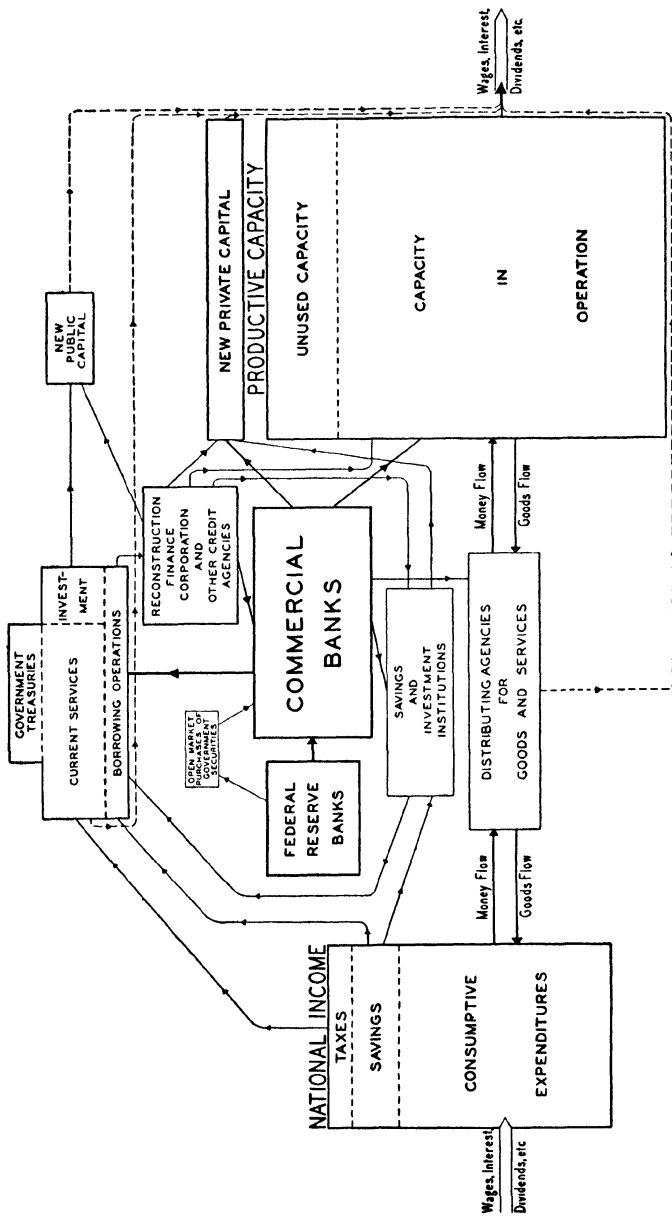 GOVERNMENT
TREASURIES
CURRENT SERVICES
INVEST-
MENT
BORROWING OPERATIONS
NEW
PUBLIC
CAPITAL
RECONSTRUCTION
FINANCE
CORPORATION
AND
OTHER CREDIT
AGENCIES
OPEN MARKET
PURCHASES OF
GOVERNMENT
SECURITIES
FEDERAL
RESERVE
BANKS
COMMERCIAL
BANKS
SAVINGS
AND
INVESTMENT
INSTITUTIONS
NATIONAL INCOME
TAXES
SAVINGS
CONSUMPTIVE
EXPENDITURES
Wages, Interest,
Dividends, etc
Money Flow
Goods Flow
DISTRIBUTING AGENCIES
FOR
GOODS AND SERVICES
Money Flow
Goods Flow
NEW PRIVATE CAPITAL
PRODUCTIVE CAPACITY
UNUSED CAPACITY
CAPACITY
IN
OPERATION
Wages, Interest,
Dividends, etc.